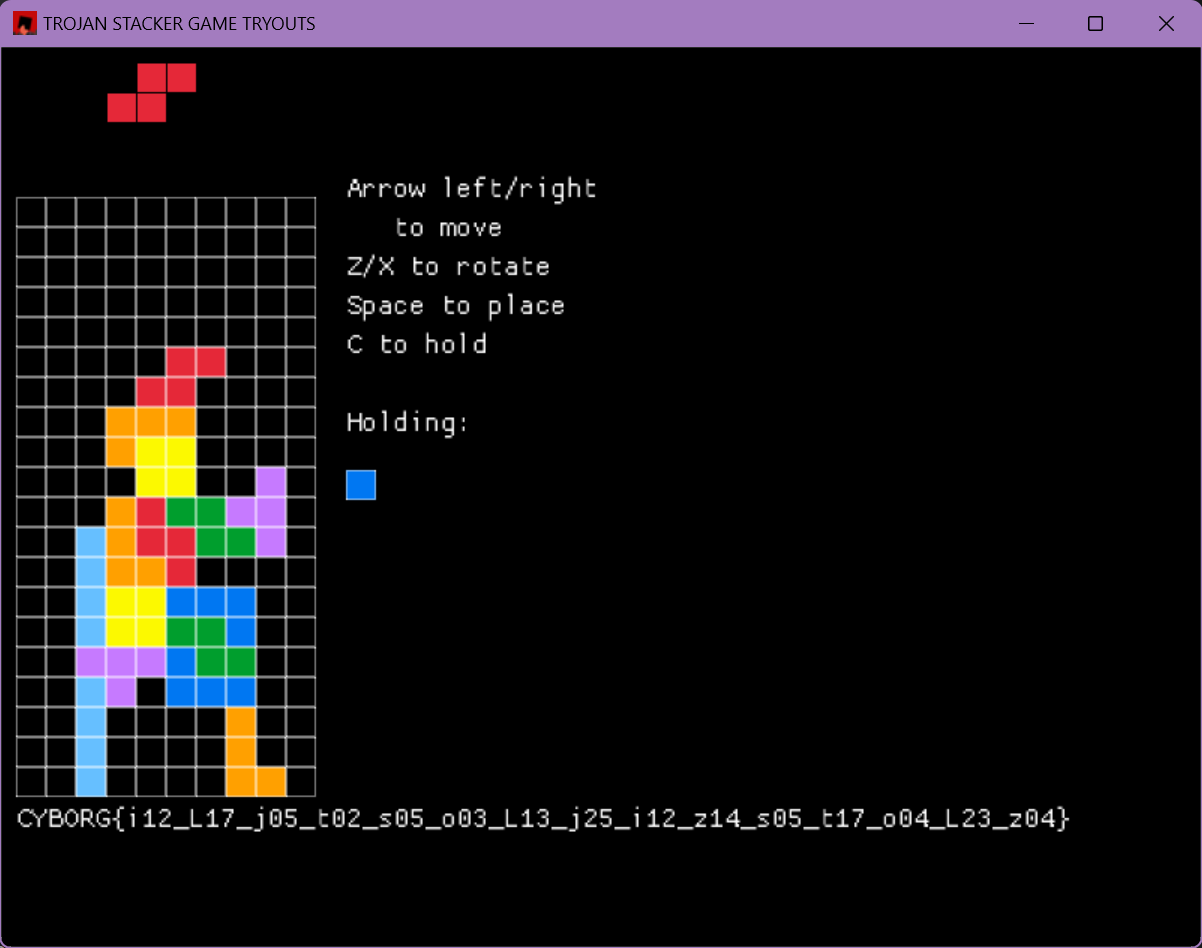 TROJAN STACKER GAME TRYOUTS
Arrow left/right
to move
Z/X to rotate
Space to place
C to hold
Holding:
CYBORG{i12_L17_j05_t02_s05_o03_L13_j25_i12_z14_s05_t17_o04_L23_z04}